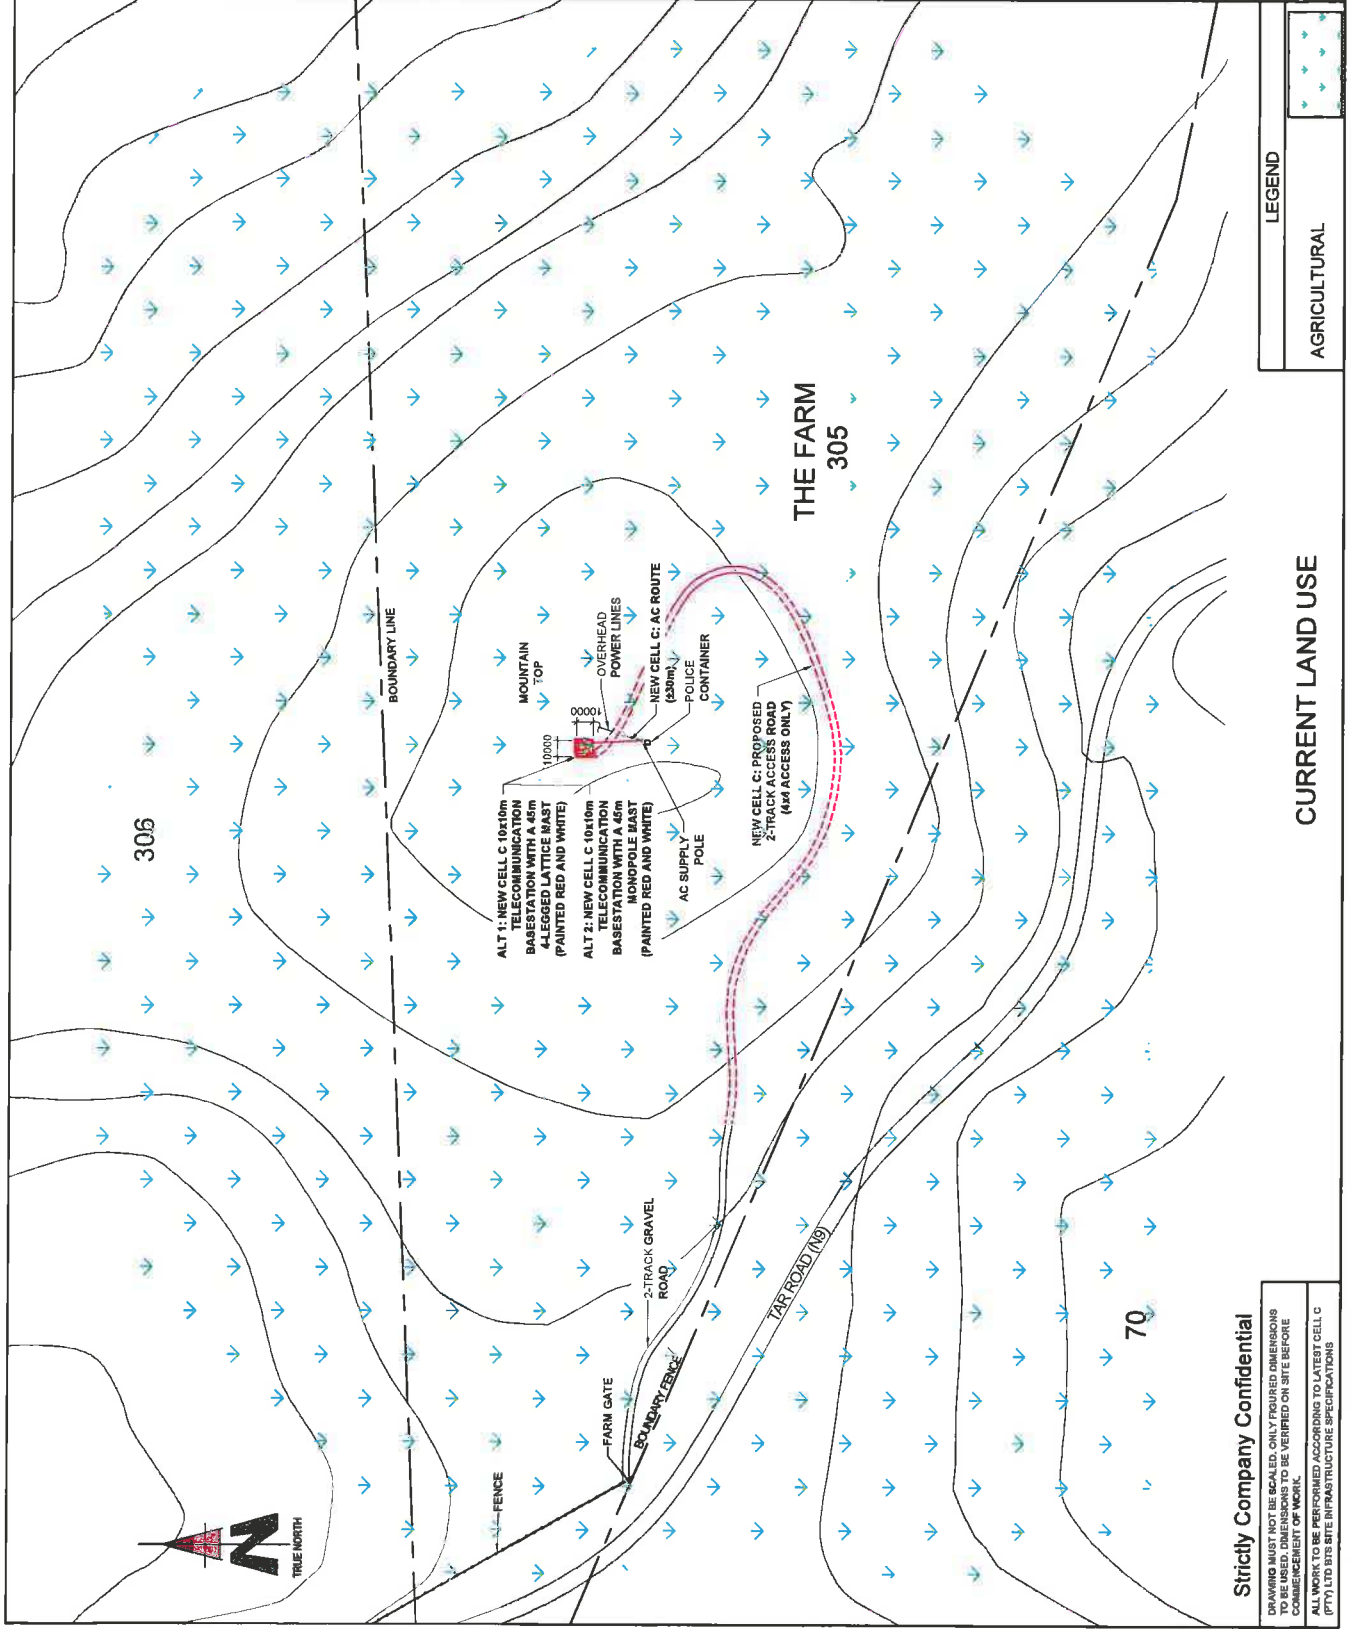 N
TRUE NORTH
306
BOUNDARY LINE
MOUNTAIN
TOP
10000
10000
OVERHEAD
POWER LINES
NEW CELL C: AC ROUTE
(±30m)
POLICE
CONTAINER
ALT 1: NEW CELL C 10x10m
TELECOMMUNICATION
BASESTATION WITH A 45m
4-LEGGED LATTICE MAST
(PAINTED RED AND WHITE)
ALT 2: NEW CELL C 10x10m
TELECOMMUNICATION
BASESTATION WITH A 45m
MONOPOLE MAST
(PAINTED RED AND WHITE)
AC SUPPLY
POLE
NEW CELL C: PROPOSED
2-TRACK ACCESS ROAD
(4x4 ACCESS ONLY)
THE FARM
305
FENCE
FARM GATE
BOUNDARY FENCE
2-TRACK GRAVEL
ROAD
TAR ROAD (N9)
70
Strictly Company Confidential
DRAWING MUST NOT BE SCALED. ONLY FIGURED DIMENSIONS
TO BE USED. DIMENSIONS TO BE VERIFIED ON SITE BEFORE
COMMENCEMENT OF WORK.
ALL WORK TO BE PERFORMED ACCORDING TO LATEST CELL C
(PTY) LTD BTS SITE INFRASTRUCTURE SPECIFICATIONS
CURRENT LAND USE
LEGEND
AGRICULTURAL